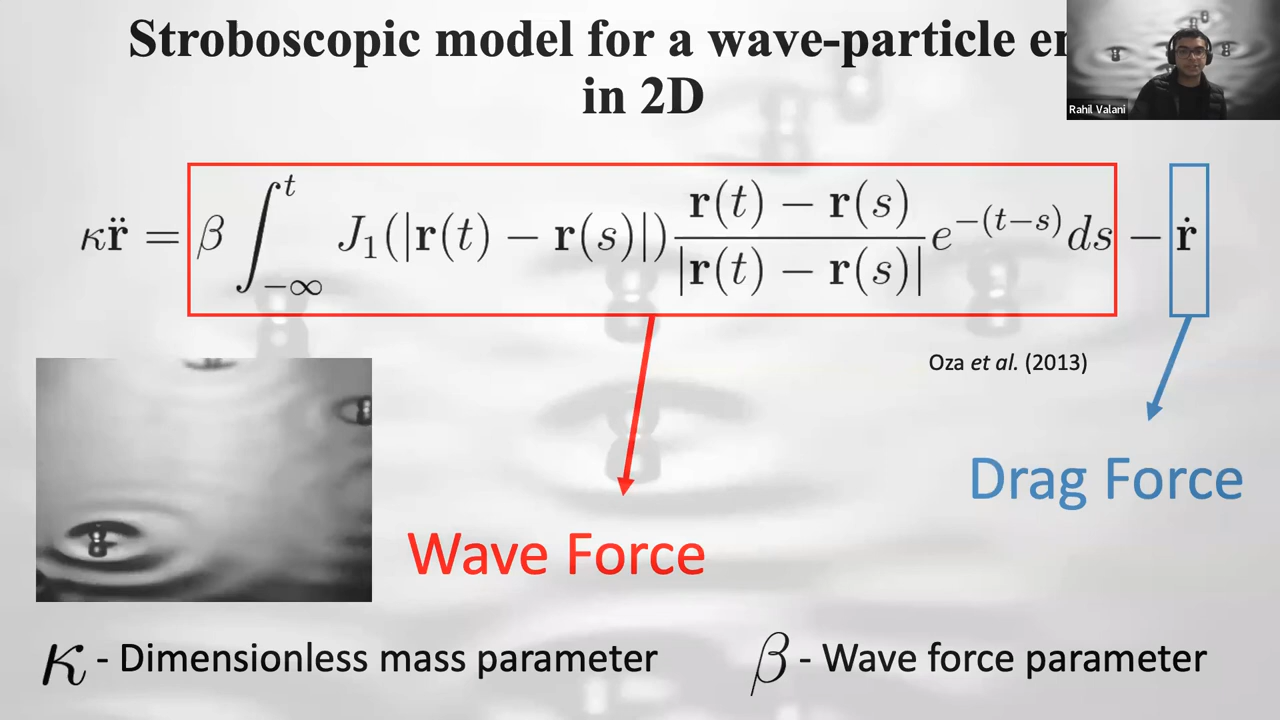 Stroboscopic model for a wave-particle
in 2D
Rahil Valani
κr̈ = β ∫_{-∞}^{t} J₁(|r(t) − r(s)|) \frac{r(t) − r(s)}{|r(t) − r(s)|} e^{−(t−s)} ds − ṙ
Oza et al. (2013)
Drag Force
Wave Force
κ - Dimensionless mass parameter
β - Wave force parameter